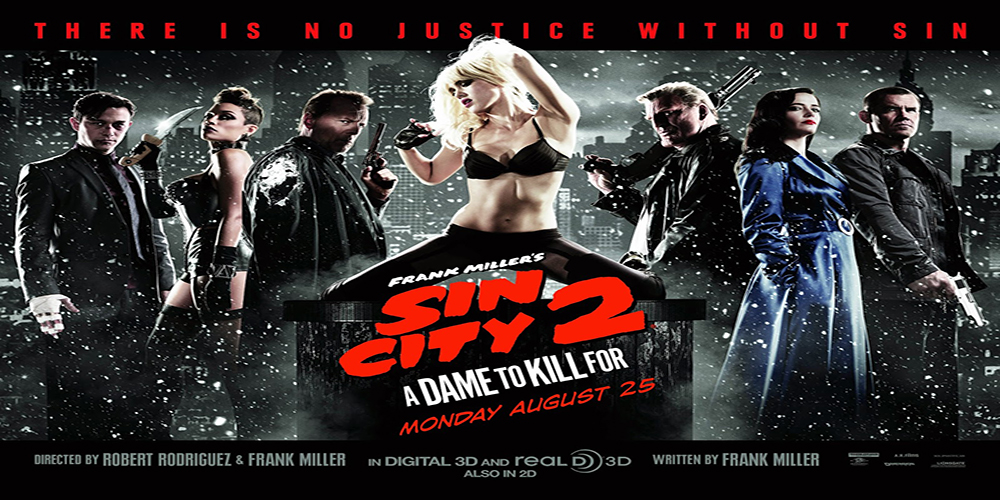 THERE IS NO JUSTICE WITHOUT SIN
FRANK MILLER'S
SIN
CITY 2
A DAME TO KILL FOR
MONDAY AUGUST 25
DIRECTED BY ROBERT RODRIGUEZ & FRANK MILLER
IN DIGITAL 3D AND REAL D 3D
ALSO IN 2D
WRITTEN BY FRANK MILLER